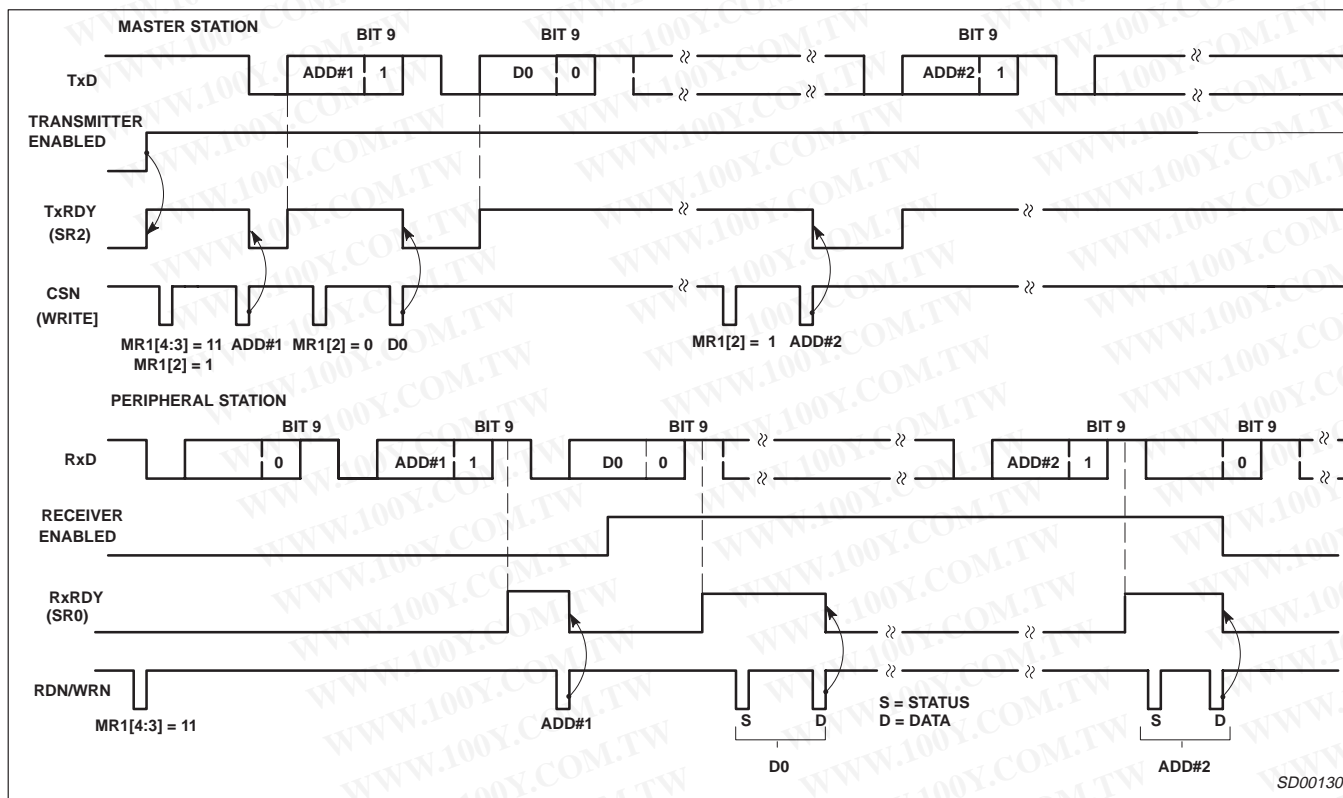 MASTER STATION
BIT 9 BIT 9 BIT 9
TxD ADD#1 1 D0 0 ADD#2 1
TRANSMITTER
ENABLED
TxRDY
(SR2)
CSN
(WRITE]
MR1[4:3] = 11 ADD#1 MR1[2] = 0 D0 MR1[2] = 1 ADD#2
MR1[2] = 1
PERIPHERAL STATION
BIT 9 BIT 9 BIT 9 BIT 9 BIT 9
RxD 0 ADD#1 1 D0 0 ADD#2 1 0
RECEIVER
ENABLED
RxRDY
(SR0)
RDN/WRN
MR1[4:3] = 11 ADD#1 S D S = STATUS S D
D = DATA
D0 ADD#2
SD00130
WWW.100Y.COM.TW